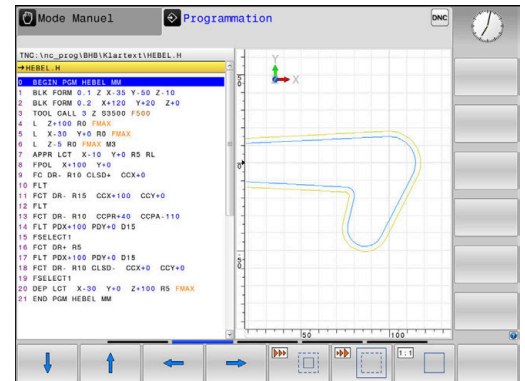 Mode Manuel
Programmation
DNC
TNC:\nc_prog\BHB\Klartext\HEBEL.H
→HEBEL.H
0 BEGIN PGM HEBEL MM
1 BLK FORM 0.1 Z X-35 Y-50 Z-10
2 BLK FORM 0.2 X+120 Y+20 Z+0
3 TOOL CALL 3 Z S3500 F500
4 L Z+100 R0 FMAX
5 L X-30 Y+0 R0 FMAX
6 L Z-5 R0 FMAX M3
7 APPR LCT X-10 Y+0 R5 RL
8 FPOL X+100 Y+0
9 FC DR- R10 CLSD+ CCX+0
10 FLT
11 FCT DR- R15 CCX+100 CCY+0
12 FLT
13 FCT DR- R10 CCPR+40 CCPA-110
14 FLT PDX+100 PDY+0 D15
15 FSELECT1
16 FCT DR+ R5
17 FLT PDX+100 PDY+0 D15
18 FCT DR- R10 CLSD- CCX+0 CCY+0
19 FSELECT1
20 DEP LCT X-30 Y+0 Z+100 R5 FMAX
21 END PGM HEBEL MM
Y
X
50
0
50
50
100
1:1